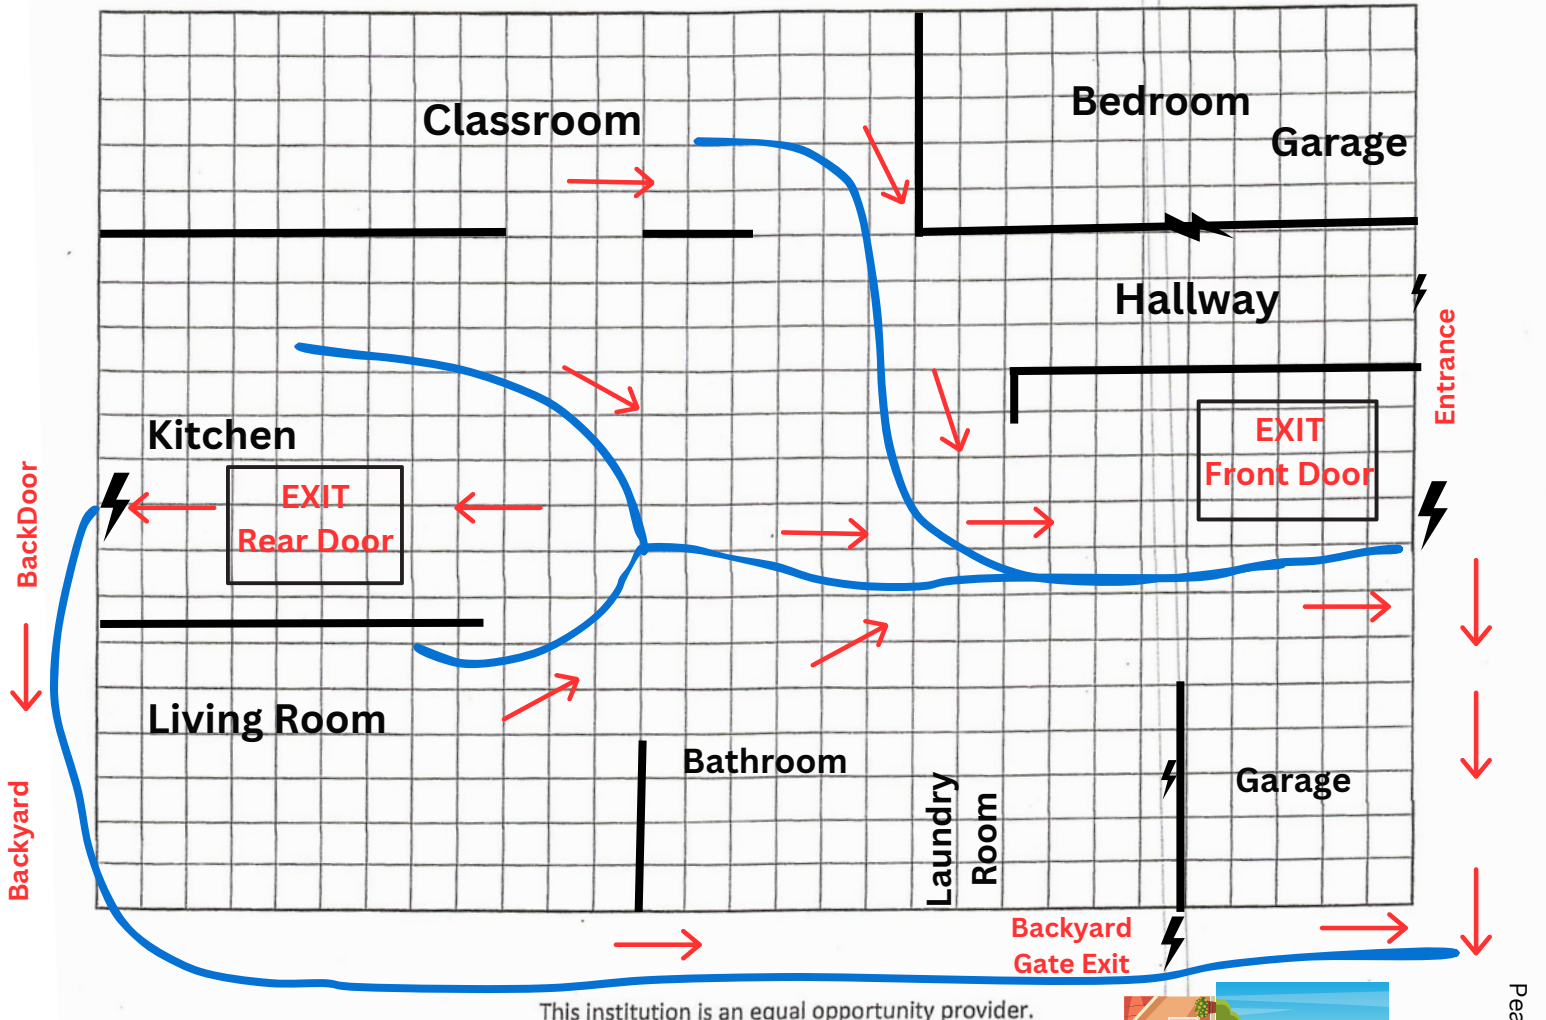 Classroom
Bedroom
Garage
Hallway
Entrance
Kitchen
EXIT
Rear Door
EXIT
Front Door
BackDoor
Living Room
Bathroom
Laundry
Room
Garage
Backyard
Backyard
Gate Exit
This institution is an equal opportunity provider.